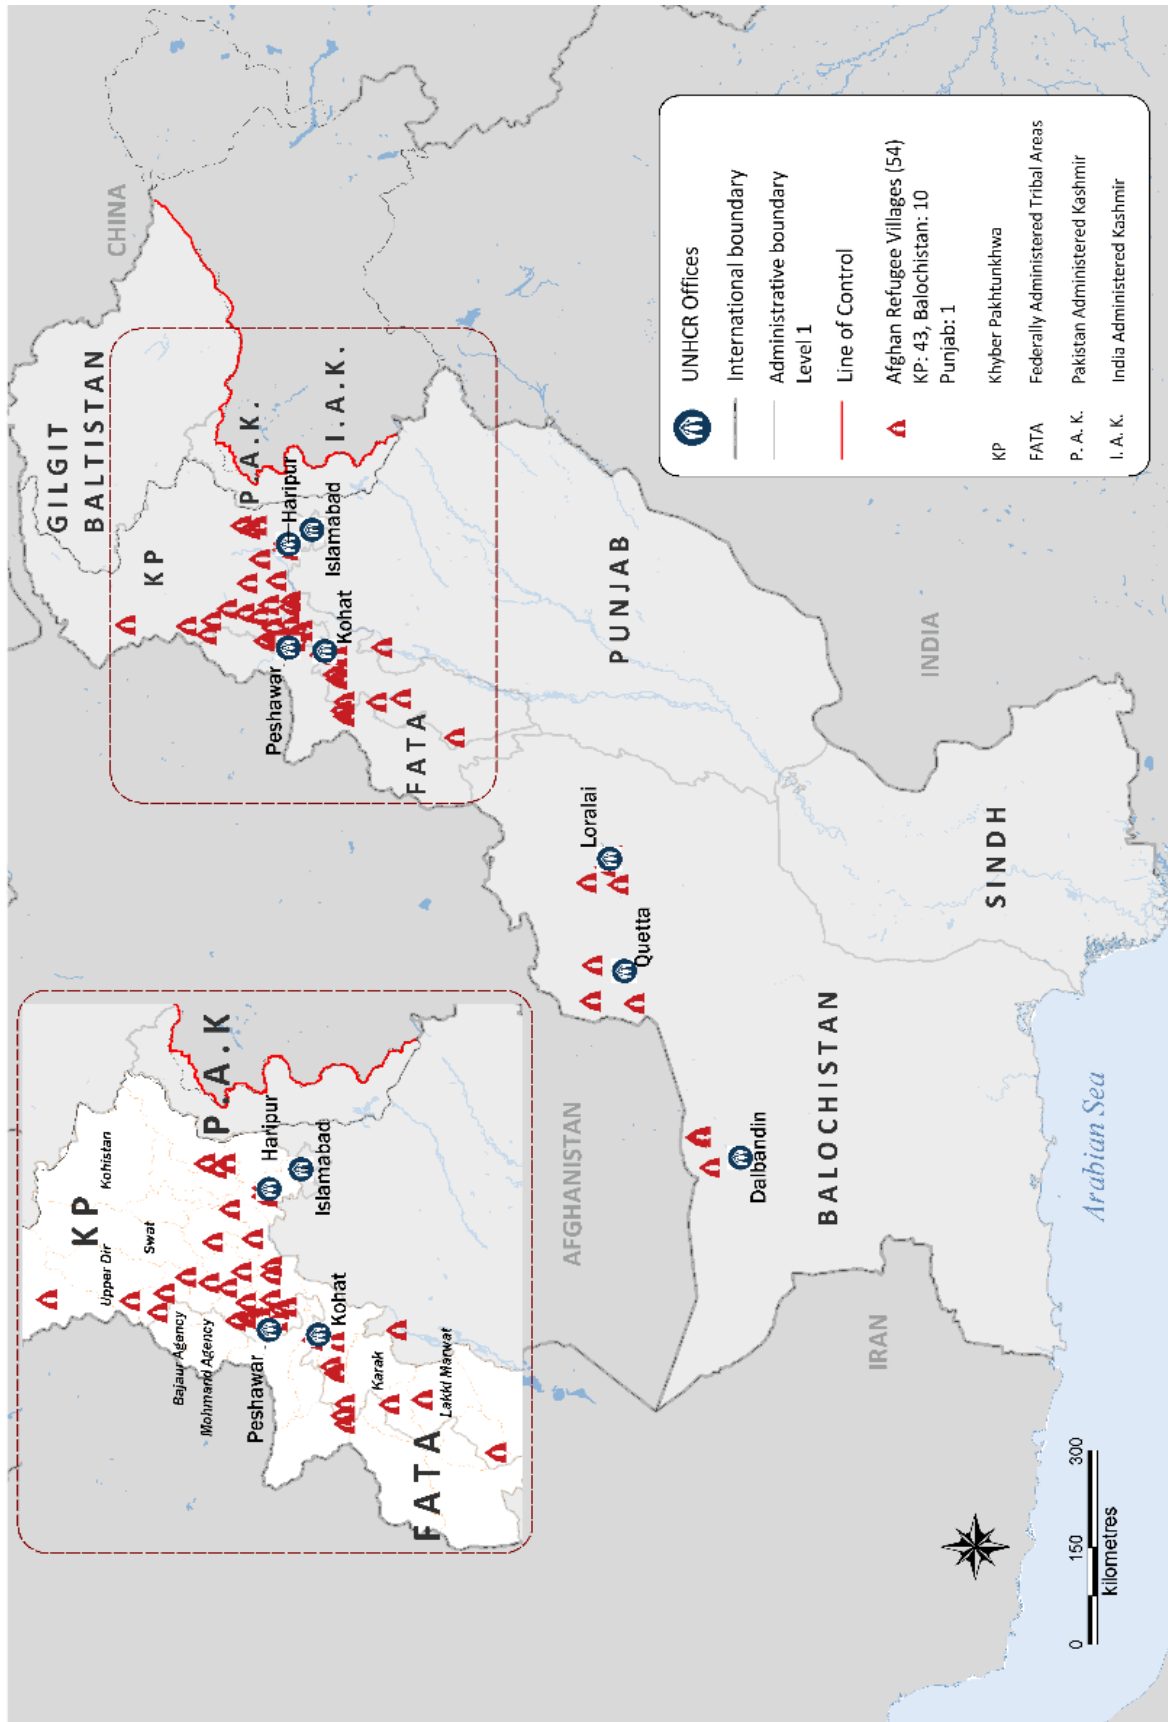 CHINA
GILGIT
BALTISTAN
KP
P.A.K.
I.A.K.
Haripur
Islamabad
Peshawar
Kohat
FATA
PUNJAB
INDIA
Loralai
Quetta
SINDH
Dalbandin
BALOCHISTAN
AFGHANISTAN
IRAN
Arabian Sea
KP
Kohistan
Upper Dir
Swat
Bajaur Agency
Mohmand Agency
P.A.K
Haripur
Islamabad
Peshawar
Kohat
Karak
Lakki Marwat
FATA
0 150 300
kilometres
UNHCR Offices
International boundary
Administrative boundary
Level 1
Line of Control
Afghan Refugee Villages (54)
KP: 43, Balochistan: 10
Punjab: 1
KP Khyber Pakhtunkhwa
FATA Federally Administered Tribal Areas
P. A. K. Pakistan Administered Kashmir
I. A. K. India Administered Kashmir